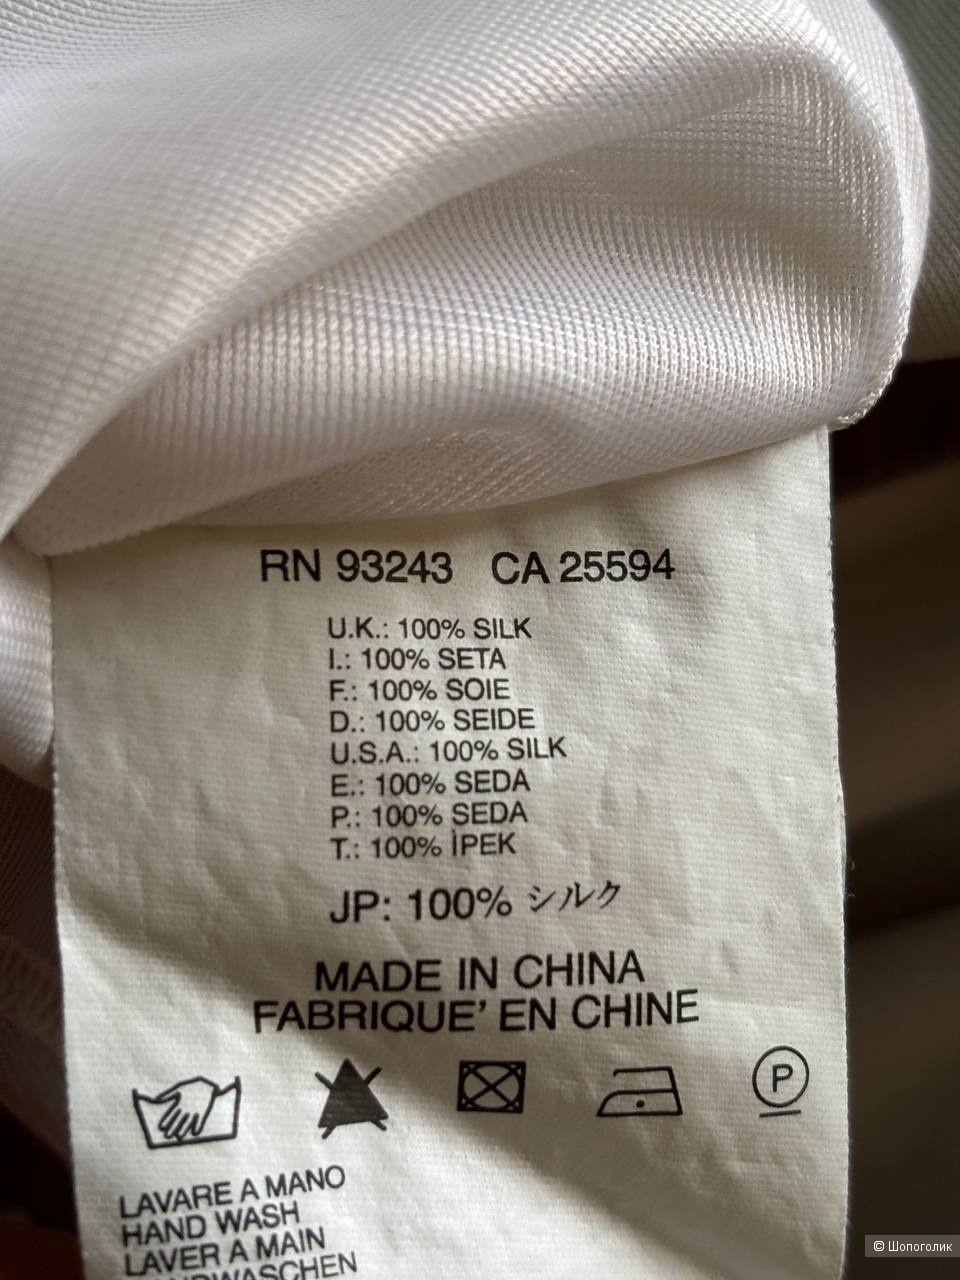 RN 93243 CA 25594
U.K.: 100% SILK
I.: 100% SETA
F.: 100% SOIE
D.: 100% SEIDE
U.S.A.: 100% SILK
E.: 100% SEDA
P.: 100% SEDA
T.: 100% İPEK
JP: 100% シルク
MADE IN CHINA
FABRIQUE' EN CHINE
P
LAVARE A MANO
HAND WASH
LAVER A MAIN
HANDWASCHEN
© Шопоголик